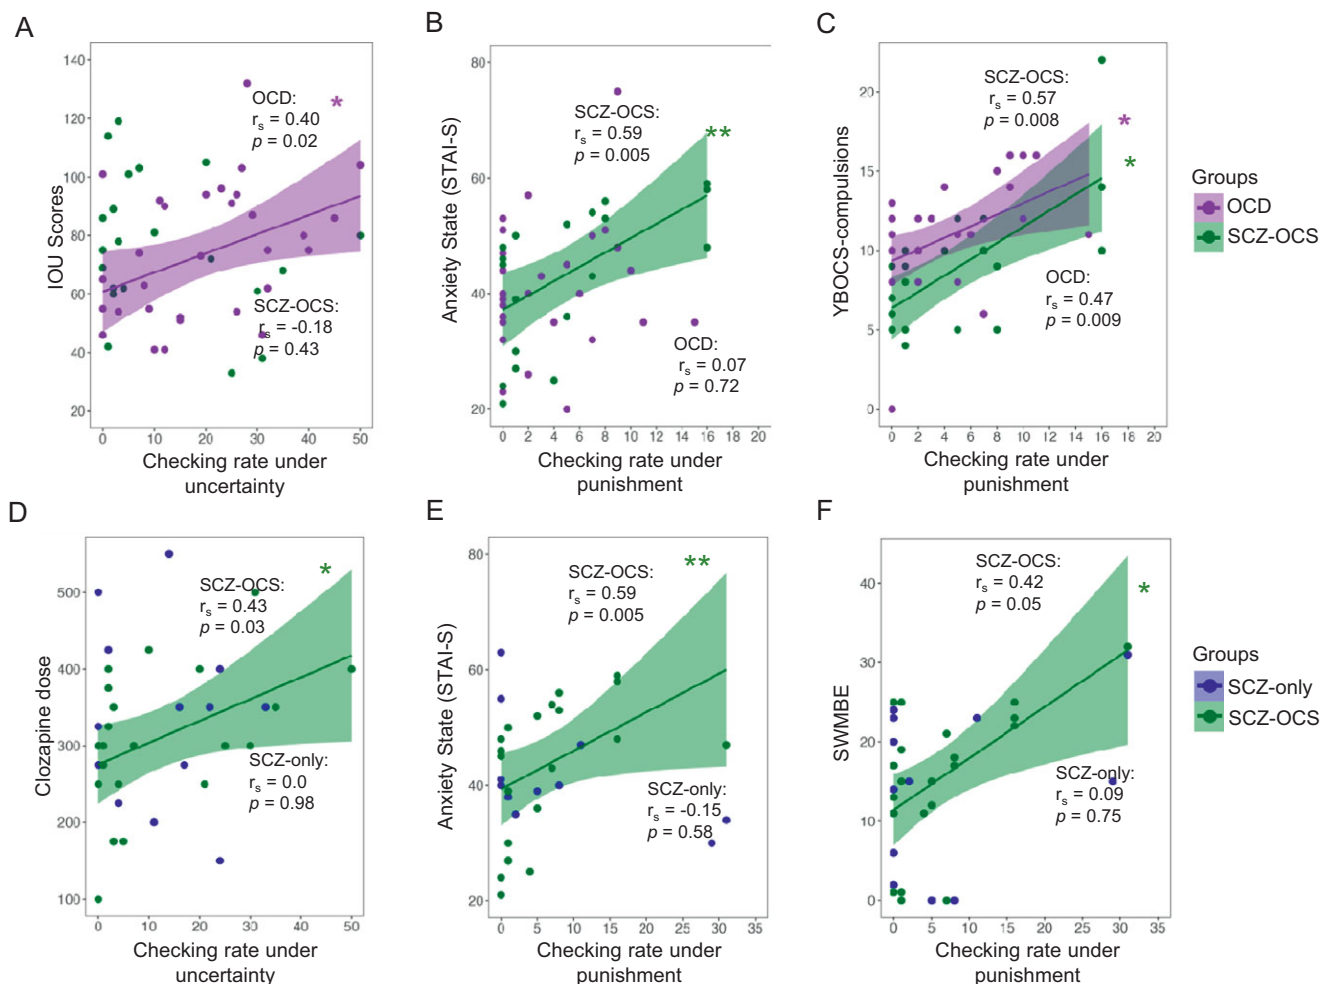 A
IOU Scores
140
120
100
80
60
40
20
OCD:
rs = 0.40
p = 0.02
*
SCZ-OCS:
rs = -0.18
p = 0.43
0 10 20 30 40 50
Checking rate under
uncertainty
B
Anxiety State (STAI-S)
80
60
40
20
SCZ-OCS:
rs = 0.59
p = 0.005
**
OCD:
rs = 0.07
p = 0.72
0 2 4 6 8 10 12 14 16 18 20
Checking rate under
punishment
C
YBOCS-compulsions
20
15
10
5
0
SCZ-OCS:
rs = 0.57
p = 0.008
*
*
OCD:
rs = 0.47
p = 0.009
0 2 4 6 8 10 12 14 16 18 20
Checking rate under
punishment
Groups
OCD
SCZ-OCS
D
Clozapine dose
500
400
300
200
100
SCZ-OCS:
rs = 0.43
p = 0.03
*
SCZ-only:
rs = 0.0
p = 0.98
0 10 20 30 40 50
Checking rate under
uncertainty
E
Anxiety State (STAI-S)
80
60
40
20
SCZ-OCS:
rs = 0.59
p = 0.005
**
SCZ-only:
rs = -0.15
p = 0.58
0 5 10 15 20 25 30 35
Checking rate under
punishment
F
SWMBE
40
30
20
10
0
SCZ-OCS:
rs = 0.42
p = 0.05
*
SCZ-only:
rs = 0.09
p = 0.75
0 5 10 15 20 25 30 35
Checking rate under
punishment
Groups
SCZ-only
SCZ-OCS